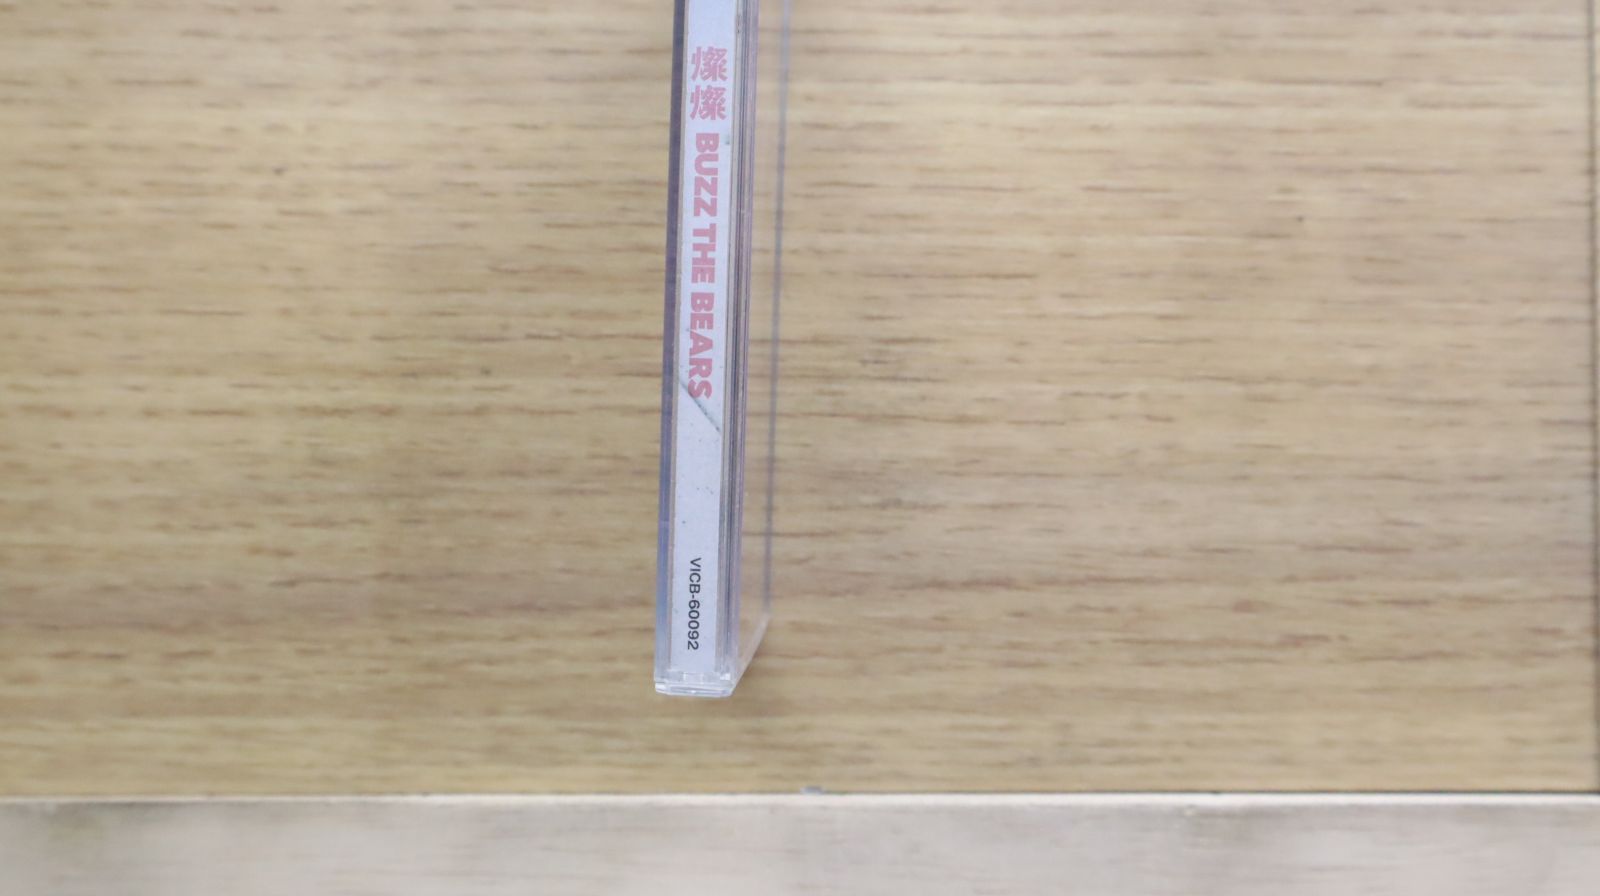 燦燦 BUZZ THE BEARS
VICB-60092